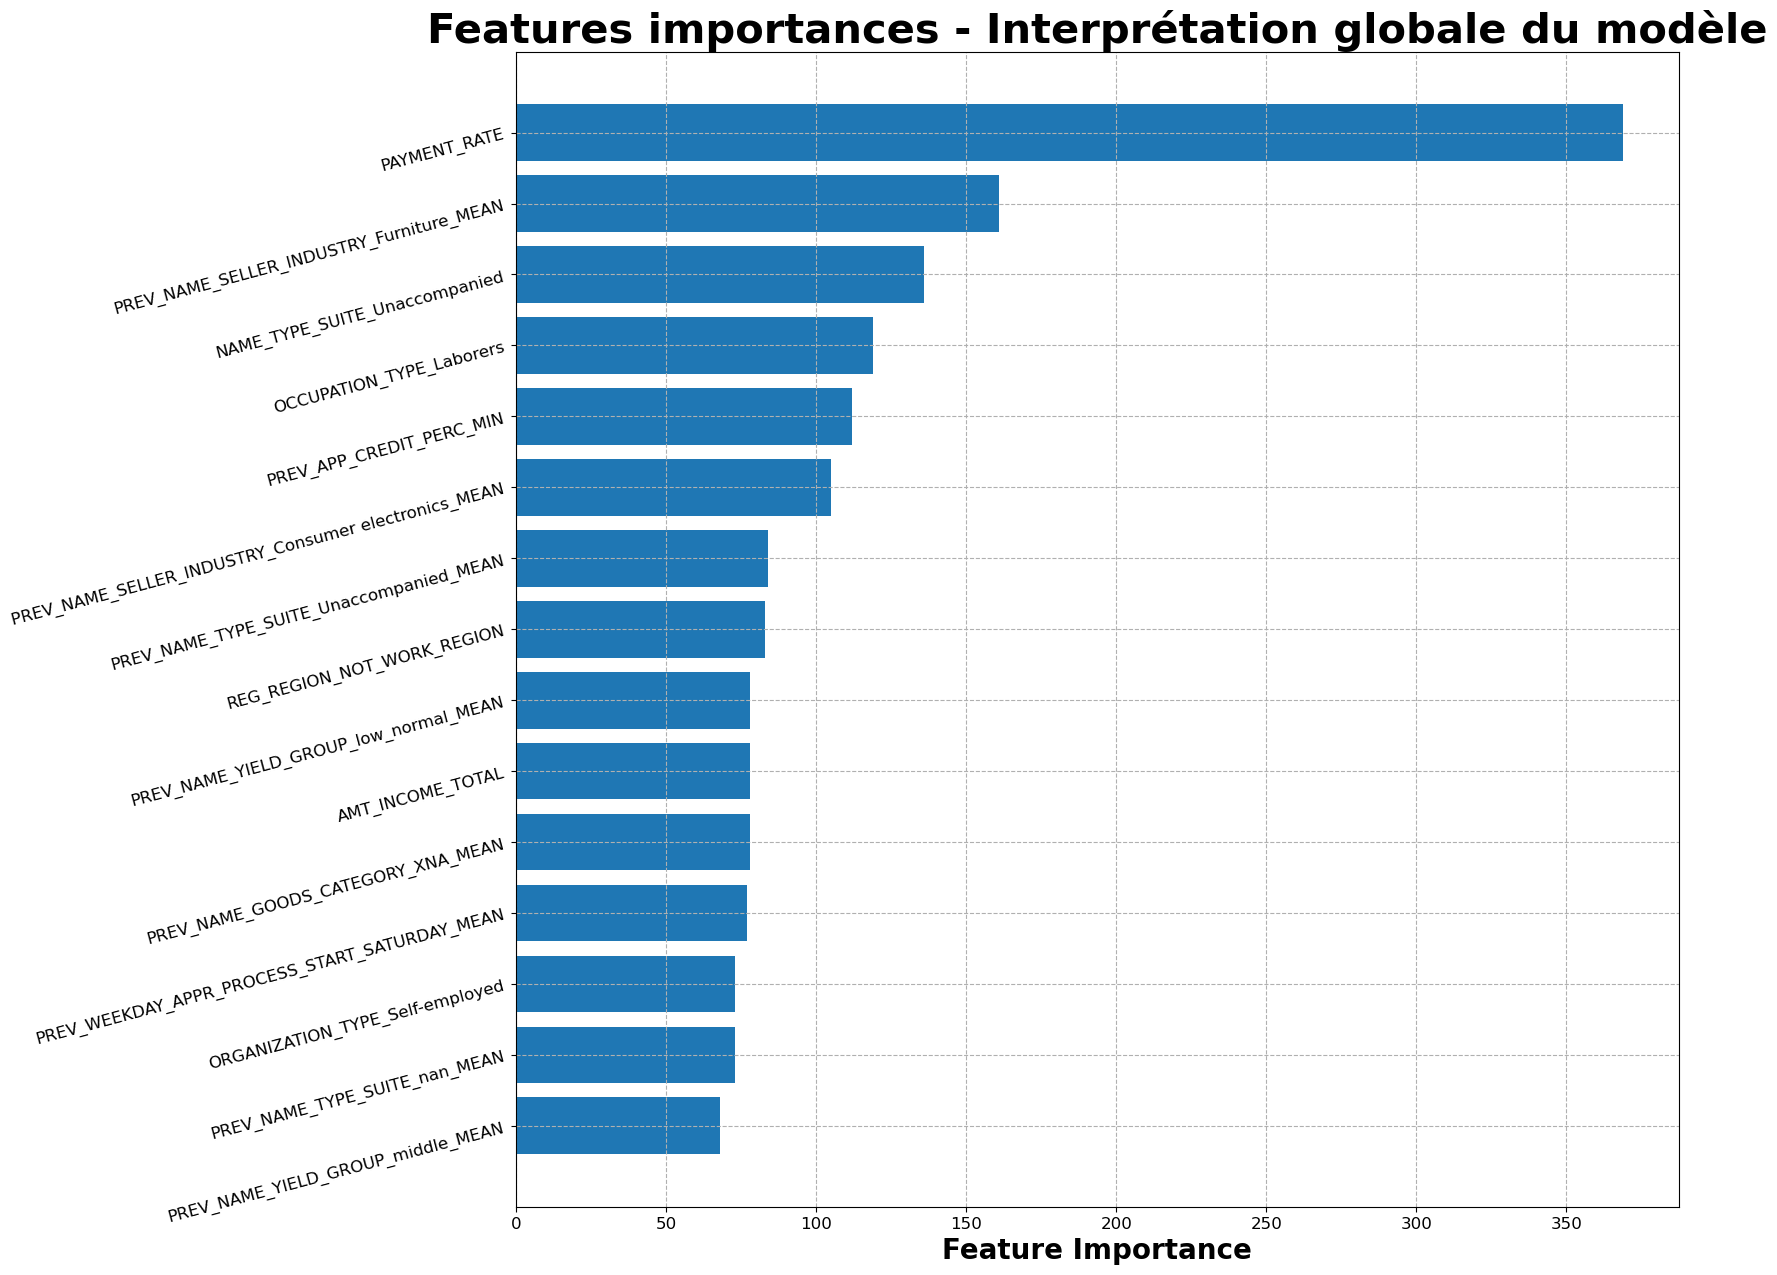 Features importances - Interprétation globale du modèle
PAYMENT_RATE
PREV_NAME_SELLER_INDUSTRY_Furniture_MEAN
NAME_TYPE_SUITE_Unaccompanied
OCCUPATION_TYPE_Laborers
PREV_APP_CREDIT_PERC_MIN
PREV_NAME_SELLER_INDUSTRY_Consumer electronics_MEAN
PREV_NAME_TYPE_SUITE_Unaccompanied_MEAN
REG_REGION_NOT_WORK_REGION
PREV_NAME_YIELD_GROUP_low_normal_MEAN
AMT_INCOME_TOTAL
PREV_NAME_GOODS_CATEGORY_XNA_MEAN
PREV_WEEKDAY_APPR_PROCESS_START_SATURDAY_MEAN
ORGANIZATION_TYPE_Self-employed
PREV_NAME_TYPE_SUITE_nan_MEAN
PREV_NAME_YIELD_GROUP_middle_MEAN
0 50 100 150 200 250 300 350
Feature Importance